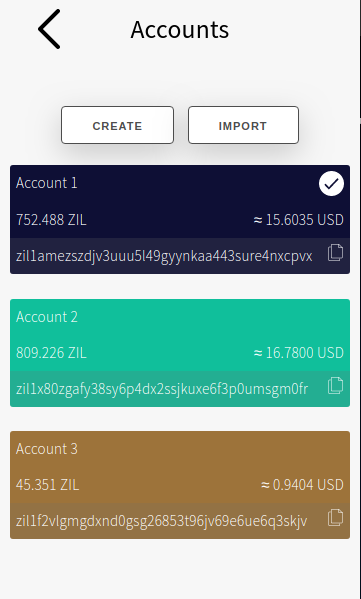 Accounts
CREATE IMPORT
Account 1
752.488 ZIL ≈ 15.6035 USD
zil1amezszdjv3uuu5l49gyynkaa443sure4nxcpvx
Account 2
809.226 ZIL ≈ 16.7800 USD
zil1x80zgafy38sy6p4dx2ssjkuxe6f3p0umsgm0fr
Account 3
45.351 ZIL ≈ 0.9404 USD
zil1f2vlgmgdxnd0gsg26853t96jv69e6ue6q3skjv